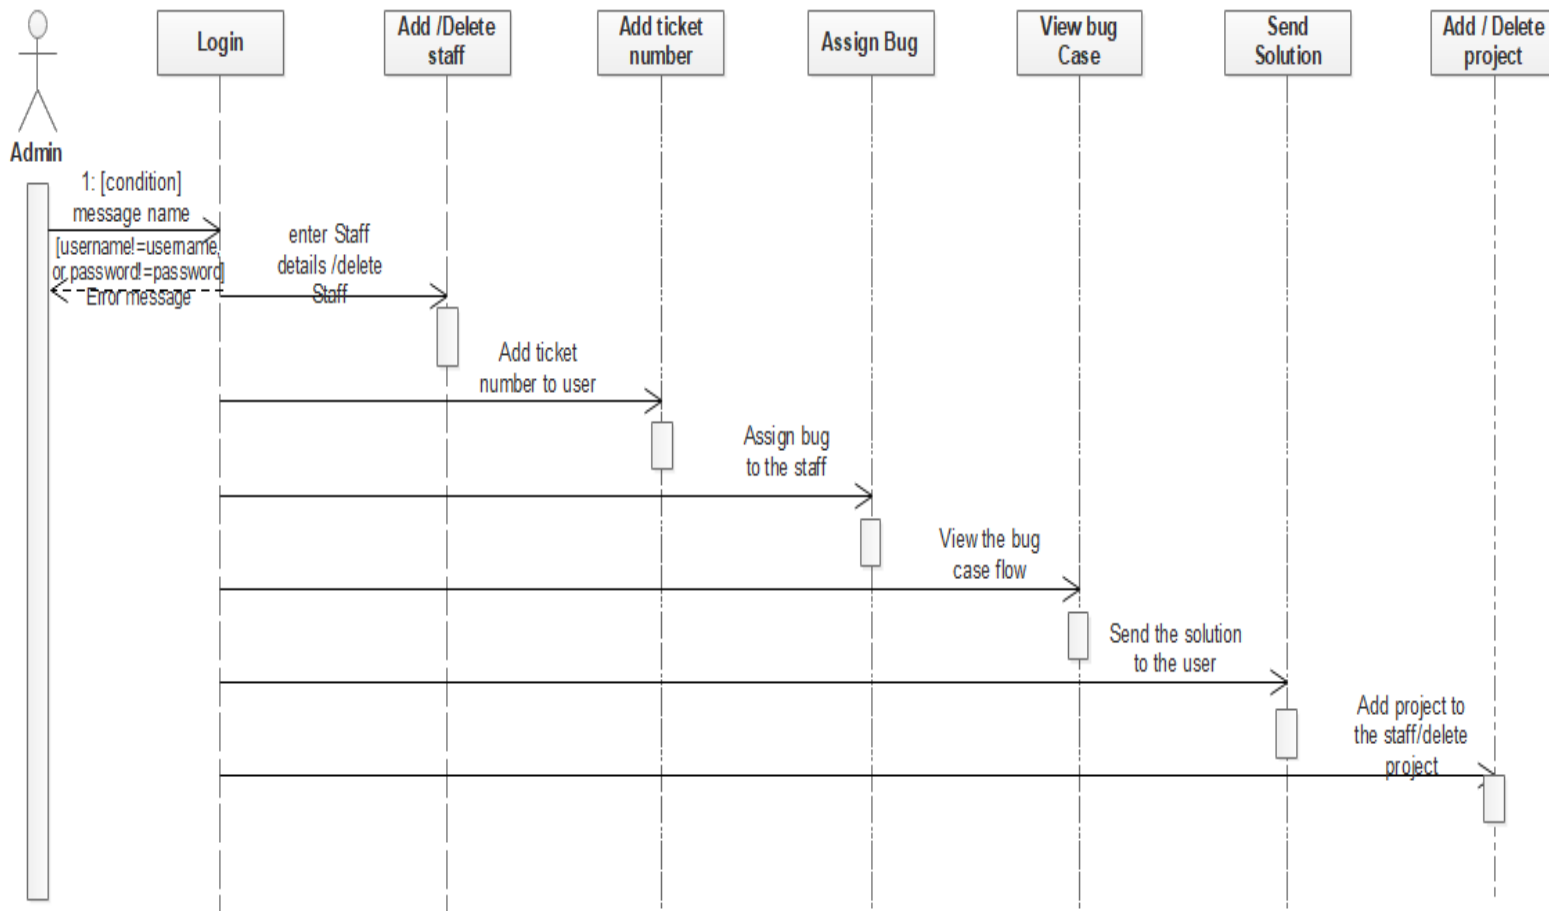 Login
Add /Delete
staff
Add ticket
number
Assign Bug
View bug
Case
Send
Solution
Add / Delete
project
Admin
1: [condition]
message name
[username!=username,
or password!=password]
Error message
enter Staff
details /delete
Staff
Add ticket
number to user
Assign bug
to the staff
View the bug
case flow
Send the solution
to the user
Add project to
the staff/delete
project